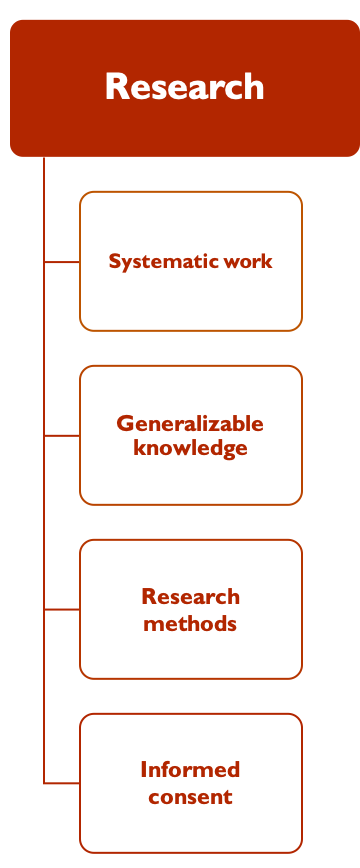 Research
Systematic work
Generalizable
knowledge
Research
methods
Informed
consent